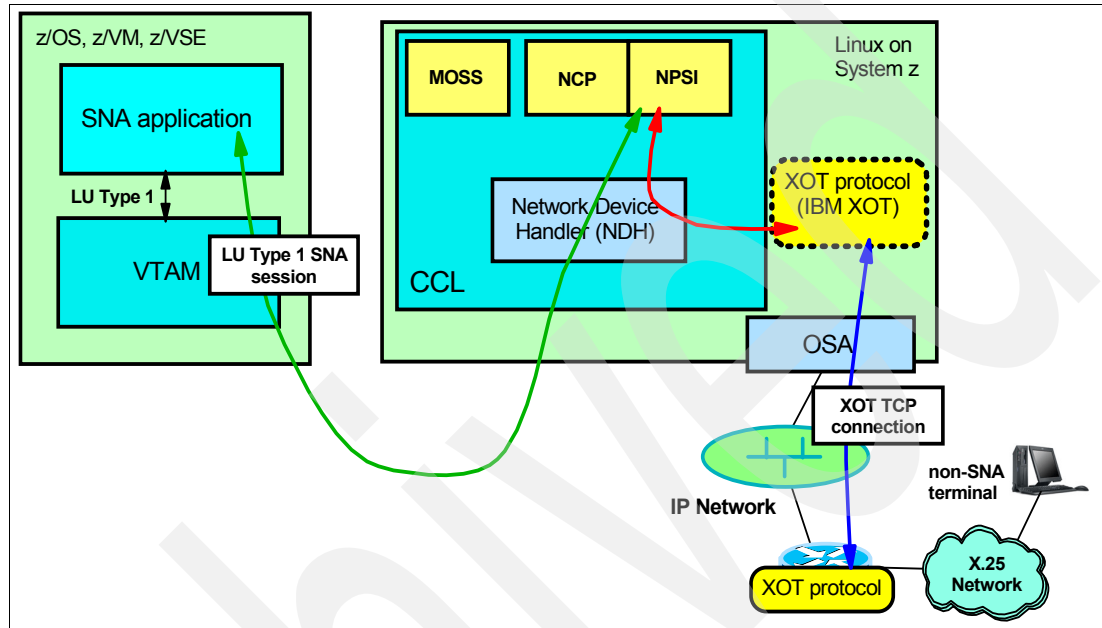 z/OS, z/VM, z/VSE
SNA application
LU Type 1
VTAM
LU Type 1 SNA
session
MOSS
NCP
NPSI
Linux on
System z
Network Device
Handler (NDH)
CCL
XOT protocol
(IBM XOT)
OSA
XOT TCP
connection
IP Network
non-SNA
terminal
X.25
Network
XOT protocol